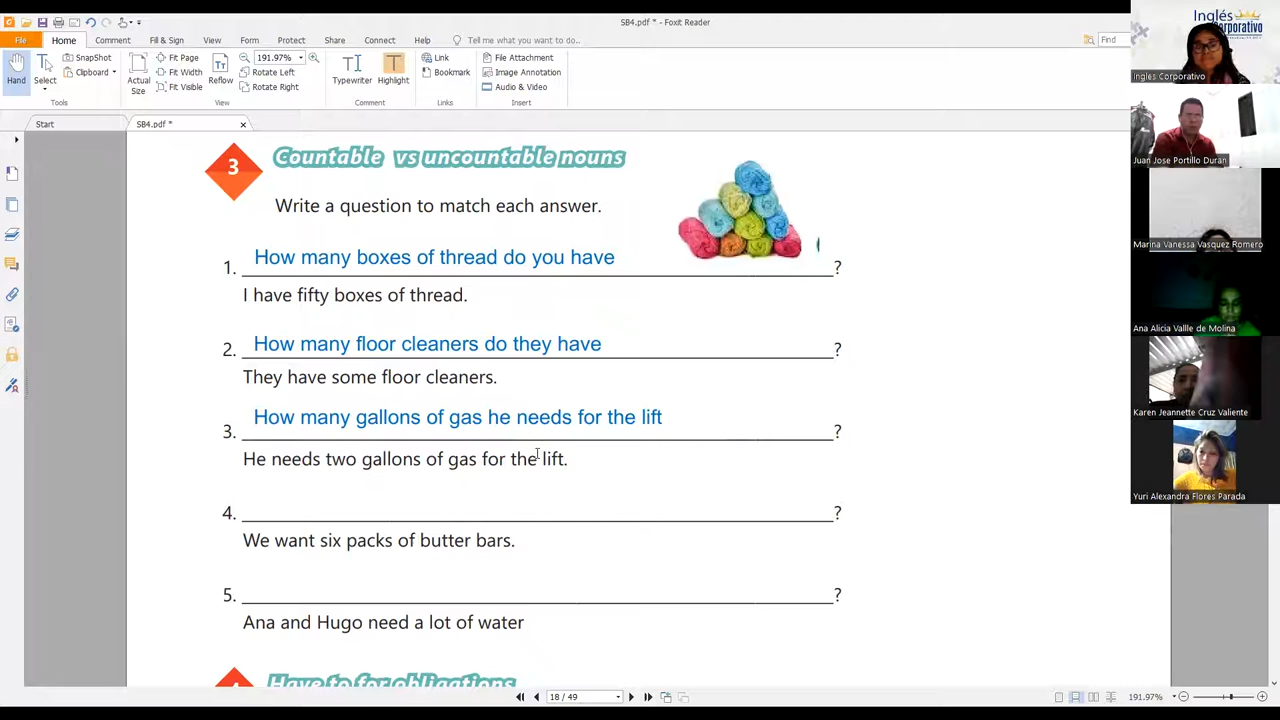 SB4.pdf * - Foxit Reader
File Home Comment Fill & Sign View Form Protect Share Connect Help Tell me what you want to do.. Find
Hand Select SnapShot Clipboard Actual Size Fit Page Fit Width Fit Visible Reflow 191.97% Rotate Left Rotate Right Typewriter Highlight Link Bookmark File Attachment Image Annotation Audio & Video
Tools View Comment Links Insert
Start SB4.pdf *
3 Countable vs uncountable nouns
Write a question to match each answer.
1. How many boxes of thread do you have ?
I have fifty boxes of thread.
2. How many floor cleaners do they have ?
They have some floor cleaners.
3. How many gallons of gas he needs for the lift ?
He needs two gallons of gas for the lift.
4. ?
We want six packs of butter bars.
5. ?
Ana and Hugo need a lot of water
Have to for obligations
18 / 49 191.97%
Inglés
Corporativo
Ingles Corporativo
Juan Jose Portillo Duran
Marina Vanessa Vasquez Romero
Ana Alicia Vallle de Molina
Karen Jeannette Cruz Valiente
Yuri Alexandra Flores Parada